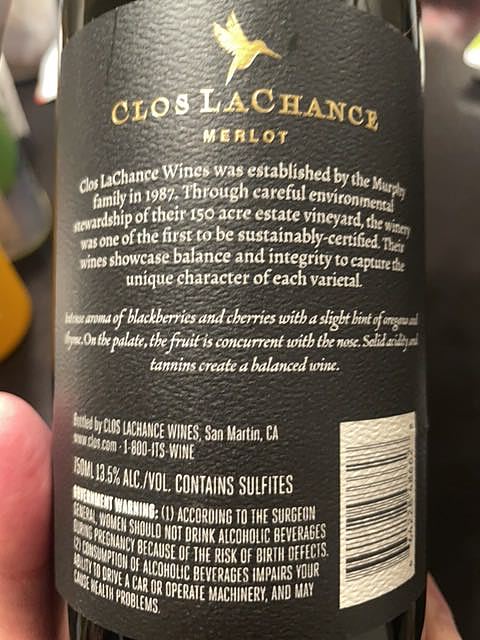 CLOS LACHANCE
MERLOT
Clos LaChance Wines was established by the Murphy
family in 1987. Through careful environmental
stewardship of their 150 acre estate vineyard, the winery
was one of the first to be sustainably-certified. Their
wines showcase balance and integrity to capture the
unique character of each varietal.
Intense aroma of blackberries and cherries with a slight hint of oregano and
thyme. On the palate, the fruit is concurrent with the nose. Solid acidity and
tannins create a balanced wine.
Bottled by CLOS LACHANCE WINES, San Martin, CA
www.clos.com · 1-800-ITS-WINE
750ML 13.5% ALC./VOL. CONTAINS SULFITES
GOVERNMENT WARNING: (1) ACCORDING TO THE SURGEON
GENERAL, WOMEN SHOULD NOT DRINK ALCOHOLIC BEVERAGES
DURING PREGNANCY BECAUSE OF THE RISK OF BIRTH DEFECTS.
(2) CONSUMPTION OF ALCOHOLIC BEVERAGES IMPAIRS YOUR
ABILITY TO DRIVE A CAR OR OPERATE MACHINERY, AND MAY
CAUSE HEALTH PROBLEMS.